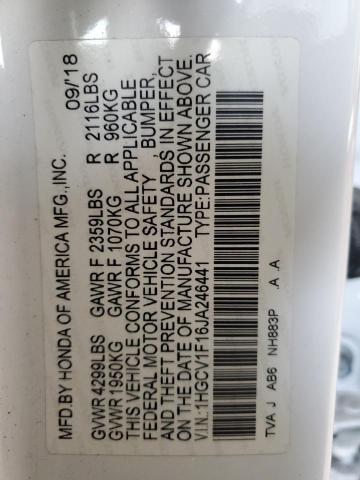 MFD.BY HONDA OF AMERICA MFG.,INC. 09/18
GVWR 4299LBS GAWR F 2359LBS R 2116LBS
GVWR 1950KG GAWR F 1070KG R 960KG
THIS VEHICLE CONFORMS TO ALL APPLICABLE
FEDERAL MOTOR VEHICLE SAFETY, BUMPER,
AND THEFT PREVENTION STANDARDS IN EFFECT
ON THE DATE OF MANUFACTURE SHOWN ABOVE.
V.I.N.:1HGCV1F16JA246441 TYPE:PASSENGER CAR
TVA J AB6 NH883P .A .A